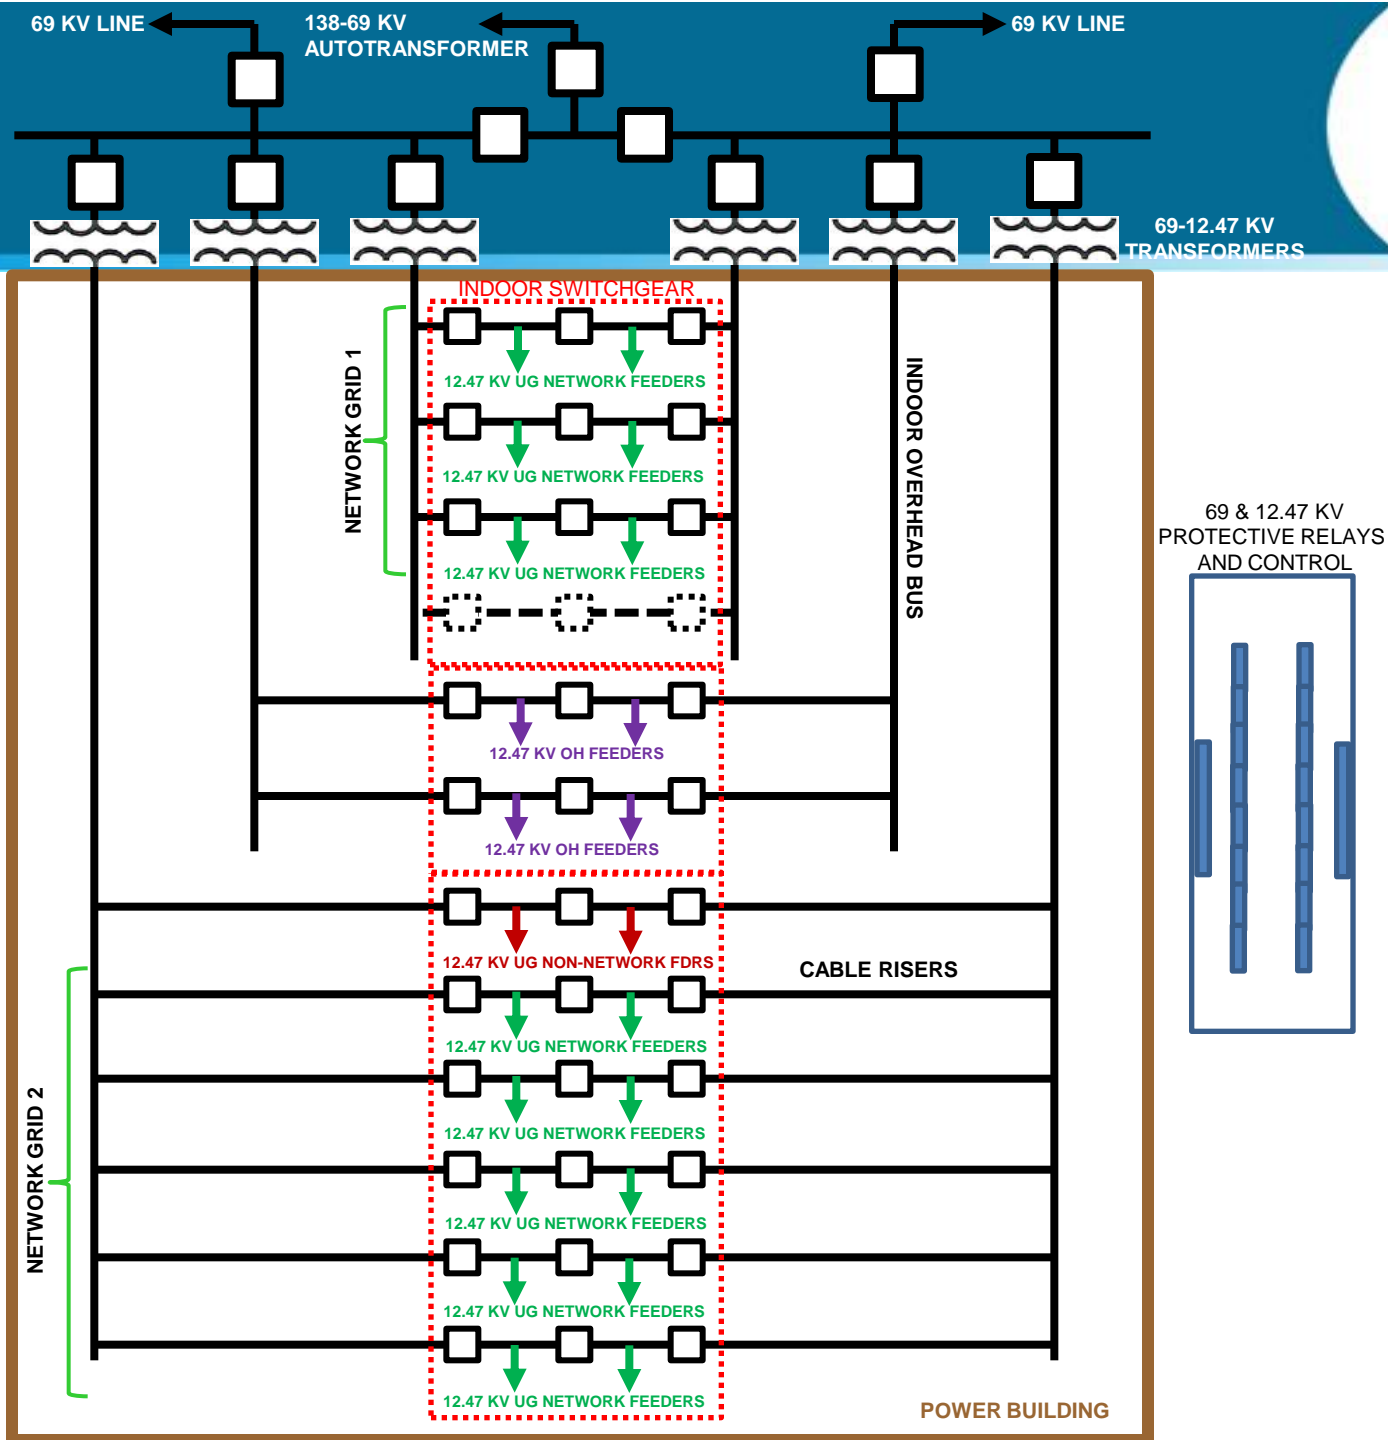 69 KV LINE
138-69 KV
AUTOTRANSFORMER
69 KV LINE
69-12.47 KV
TRANSFORMERS
INDOOR SWITCHGEAR
12.47 KV UG NETWORK FEEDERS
NETWORK GRID 1
INDOOR OVERHEAD BUS
12.47 KV UG NETWORK FEEDERS
12.47 KV UG NETWORK FEEDERS
69 & 12.47 KV
PROTECTIVE RELAYS
AND CONTROL
12.47 KV OH FEEDERS
12.47 KV OH FEEDERS
12.47 KV UG NON-NETWORK FDRS
CABLE RISERS
12.47 KV UG NETWORK FEEDERS
NETWORK GRID 2
12.47 KV UG NETWORK FEEDERS
12.47 KV UG NETWORK FEEDERS
12.47 KV UG NETWORK FEEDERS
12.47 KV UG NETWORK FEEDERS
POWER BUILDING